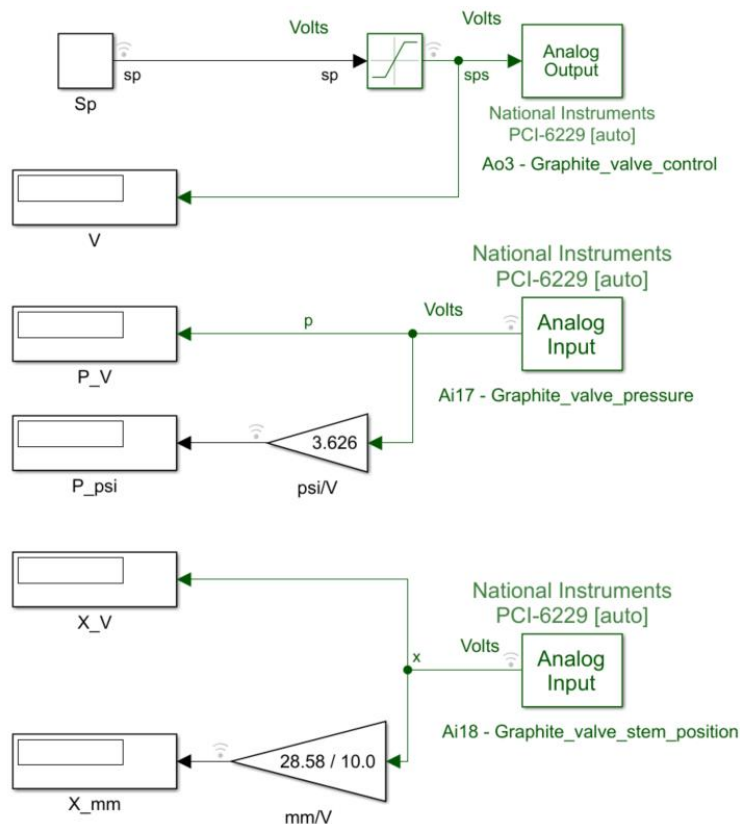 Volts
Volts
sp
sp
sps
Analog
Output
Sp
National Instruments
PCI-6229 [auto]
Ao3 - Graphite_valve_control
V
National Instruments
PCI-6229 [auto]
p
Volts
Analog
Input
P_V
Ai17 - Graphite_valve_pressure
3.626
P_psi
psi/V
National Instruments
PCI-6229 [auto]
X_V
x
Volts
Analog
Input
Ai18 - Graphite_valve_stem_position
28.58 / 10.0
X_mm
mm/V